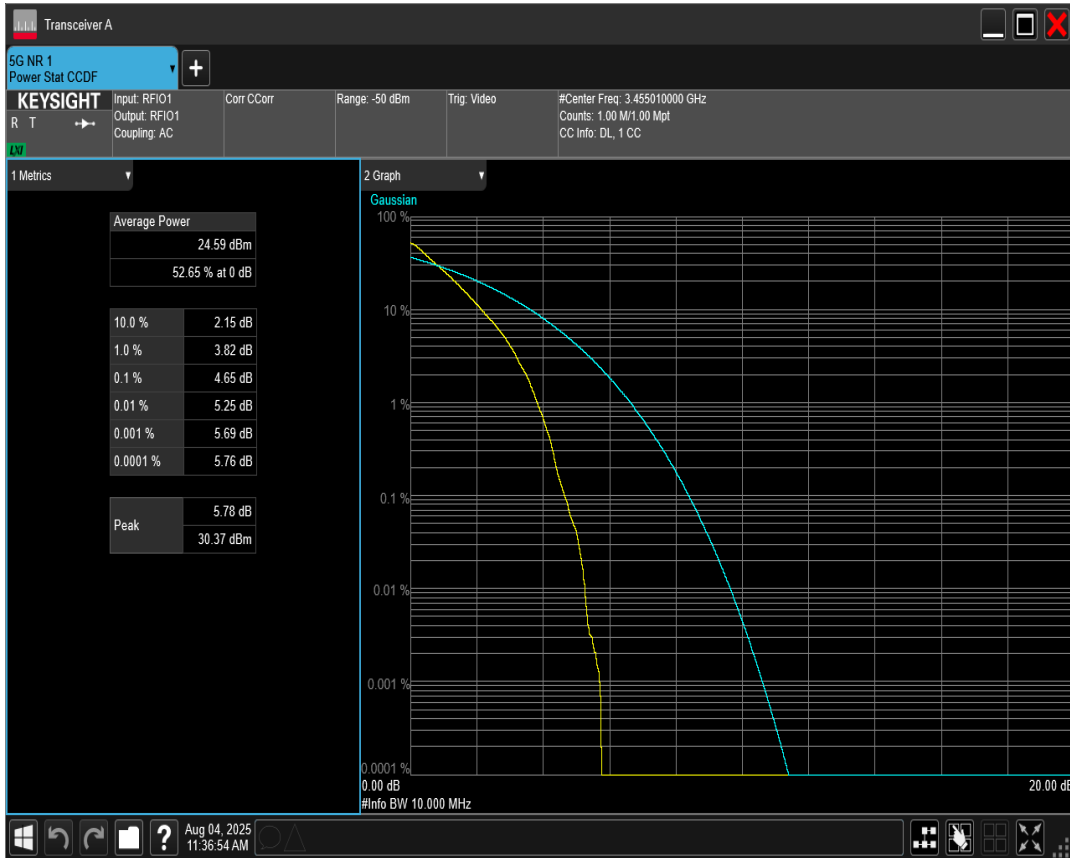 Transceiver A
5G NR 1
Power Stat CCDF
KEYSIGHT
R T
LXI
Input: RFIO1
Output: RFIO1
Coupling: AC
Corr CCorr
Range: -50 dBm
Trig: Video
#Center Freq: 3.455010000 GHz
Counts: 1.00 M/1.00 Mpt
CC Info: DL, 1 CC
1 Metrics
Average Power
24.59 dBm
52.65 % at 0 dB
10.0 % 2.15 dB
1.0 % 3.82 dB
0.1 % 4.65 dB
0.01 % 5.25 dB
0.001 % 5.69 dB
0.0001 % 5.76 dB
Peak
5.78 dB
30.37 dBm
2 Graph
Gaussian
100 %
10 %
1 %
0.1 %
0.01 %
0.001 %
0.0001 %
0.00 dB 20.00 dB
#Info BW 10.000 MHz
Aug 04, 2025
11:36:54 AM